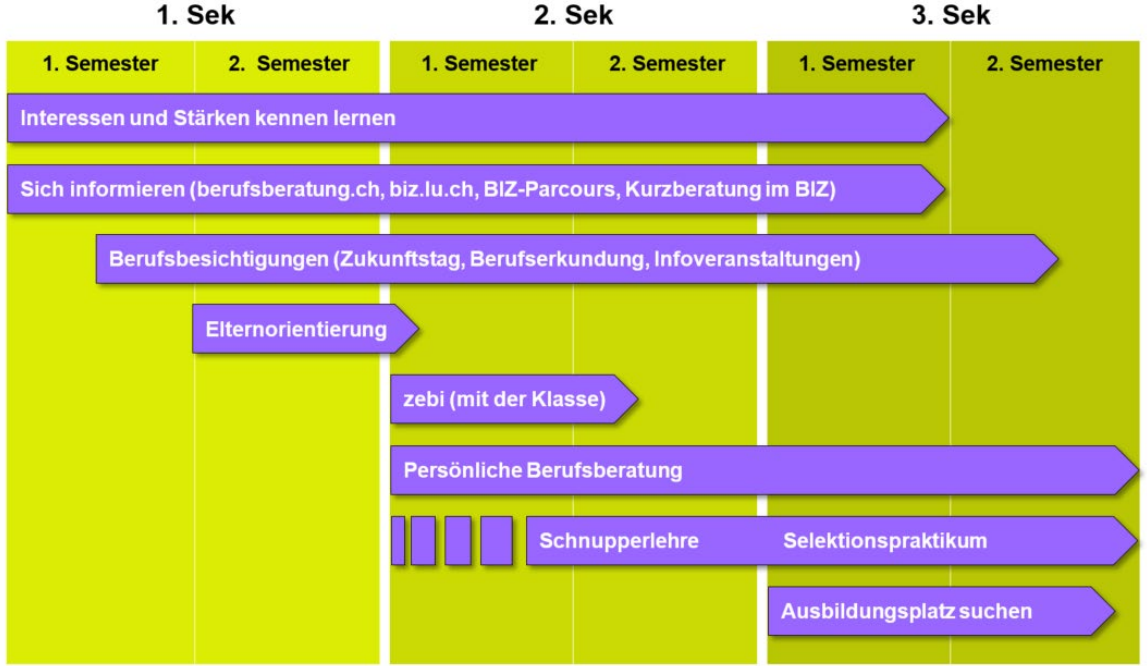 1. Sek 2. Sek 3. Sek
1. Semester 2. Semester 1. Semester 2. Semester 1. Semester 2. Semester
Interessen und Stärken kennen lernen
Sich informieren (berufsberatung.ch, biz.lu.ch, BIZ-Parcours, Kurzberatung im BIZ)
Berufsbesichtigungen (Zukunftstag, Berufserkundung, Infoveranstaltungen)
Elternorientierung
zebi (mit der Klasse)
Persönliche Berufsberatung
Schnupperlehre Selektionspraktikum
Ausbildungsplatz suchen